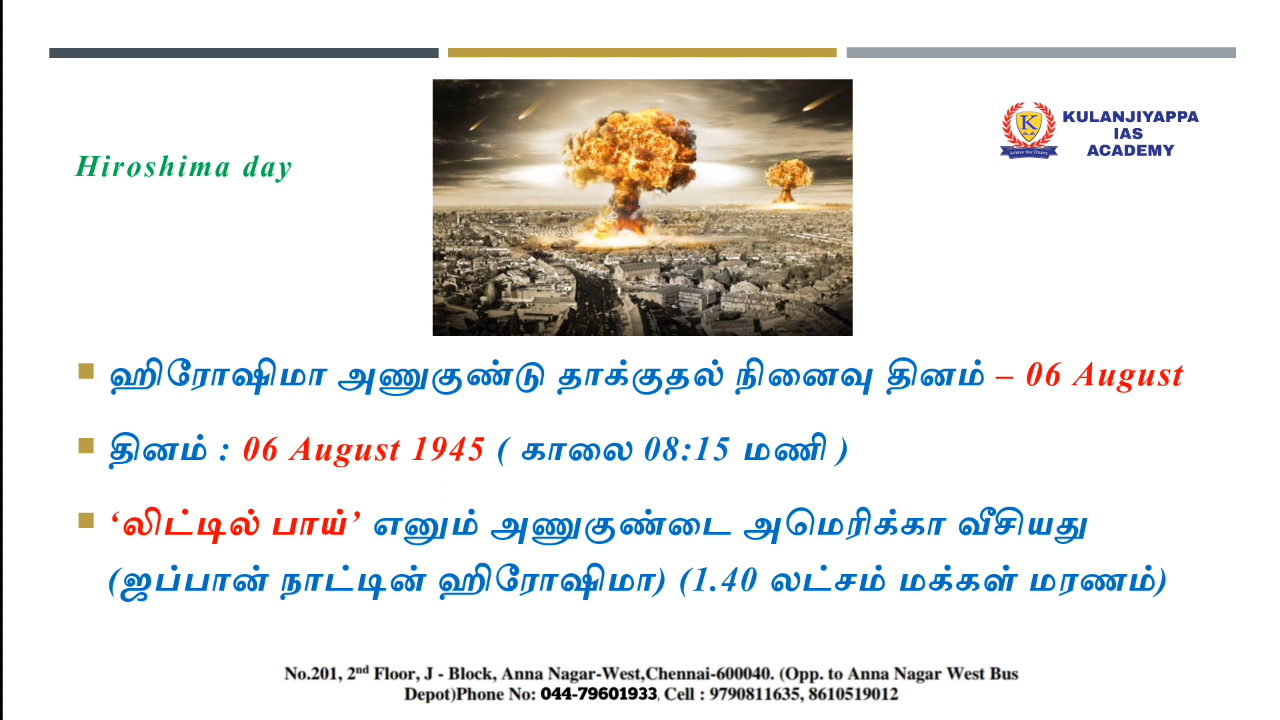 KULANJIYAPPA
IAS
ACADEMY
Hiroshima day
ஹிரோஷிமா அணுகுண்டு தாக்குதல் நினைவு தினம் – 06 August
தினம் : 06 August 1945 ( காலை 08:15 மணி )
‘லிட்டில் பாய்’ எனும் அணுகுண்டை அமெரிக்கா வீசியது
(ஜப்பான் நாட்டின் ஹிரோஷிமா) (1.40 லட்சம் மக்கள் மரணம்)
No.201, 2nd Floor, J - Block, Anna Nagar-West,Chennai-600040. (Opp. to Anna Nagar West Bus
Depot)Phone No: 044-79601933, Cell : 9790811635, 8610519012